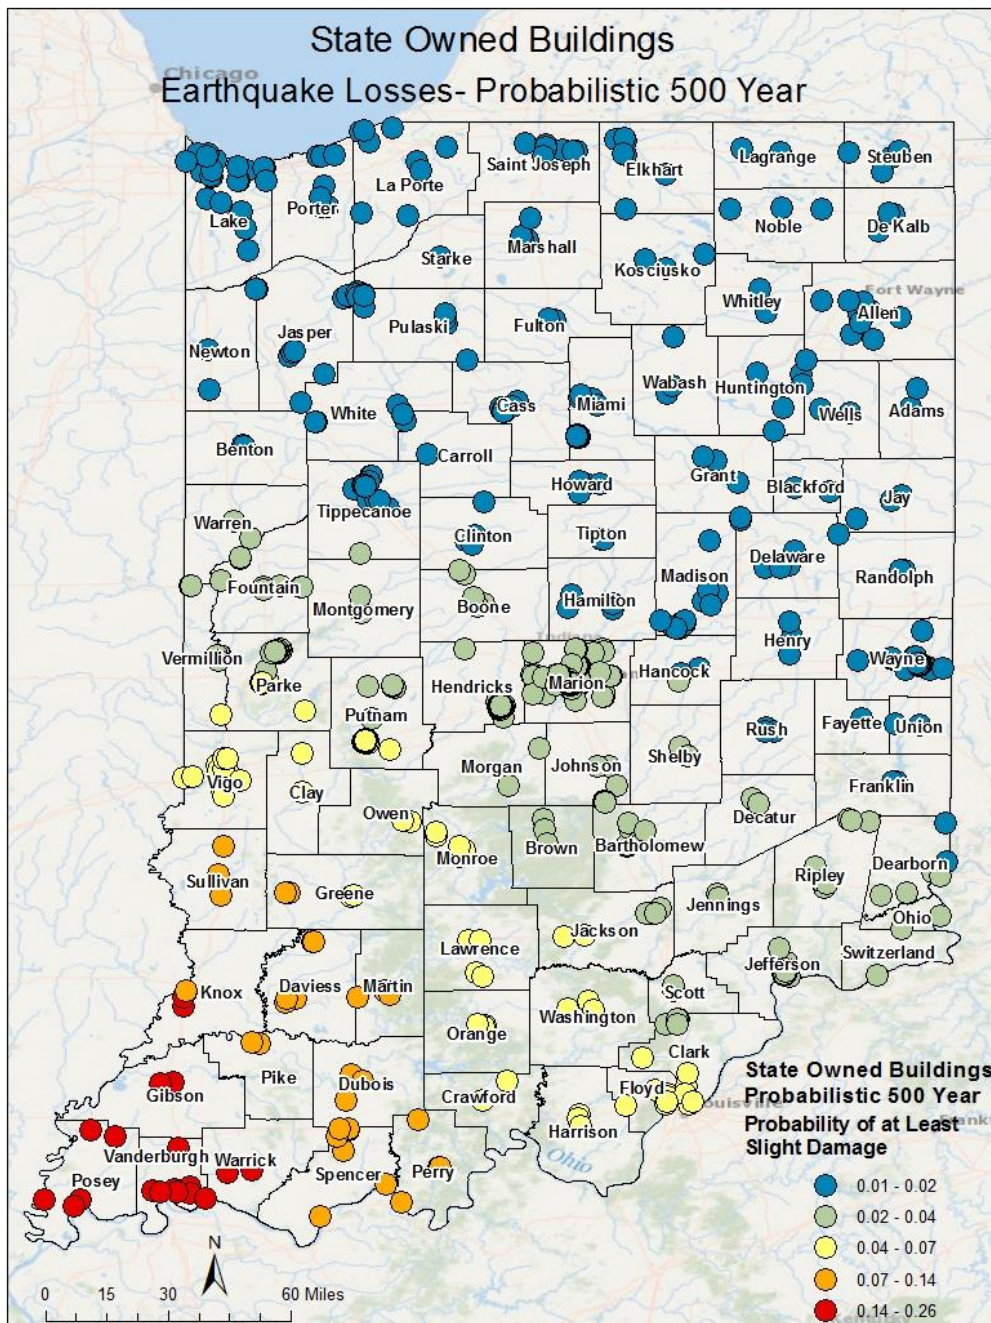 State Owned Buildings
Chicago
Earthquake Losses- Probabilistic 500 Year
Saint Joseph
Elkhart
Lagrange
Steuben
La Porte
Lake
Porter
Noble
De Kalb
Starke
Marshall
Kosciusko
Whitley
Fort Wayne
Allen
Newton
Jasper
Pulaski
Fulton
Wabash
Huntington
White
Cass
Miami
Wells
Adams
Benton
Carroll
Howard
Grant
Blackford
Jay
Warren
Tippecanoe
Clinton
Tipton
Delaware
Randolph
Fountain
Montgomery
Boone
Hamilton
Madison
Henry
Vermillion
Parke
Hendricks
Marion
Hancock
Wayne
Putnam
Rush
Fayette
Union
Vigo
Clay
Morgan
Johnson
Shelby
Franklin
Owen
Monroe
Brown
Bartholomew
Decatur
Dearborn
Sullivan
Greene
Jennings
Ripley
Ohio
Lawrence
Jackson
Jefferson
Switzerland
Knox
Daviess
Martin
Scott
Orange
Washington
Clark
Gibson
Pike
Dubois
Crawford
Floyd
Harrison
Ohio
Posey
Vanderburgh
Warrick
Spencer
Perry
State Owned Buildings
Probabilistic 500 Year
Probability of at Least
Slight Damage
0.01 - 0.02
0.02 - 0.04
0.04 - 0.07
0.07 - 0.14
0.14 - 0.26
N
0 15 30 60 Miles